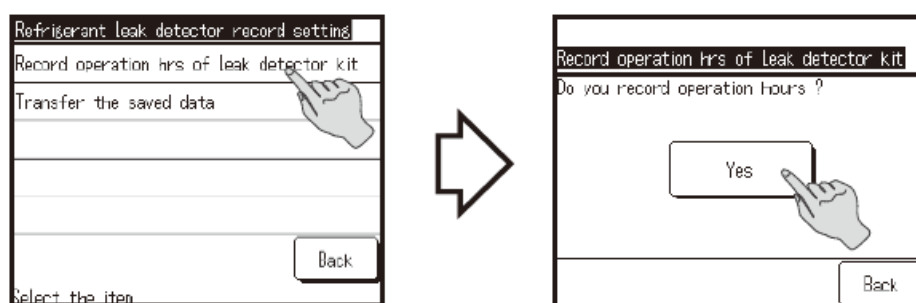 Refrigerant leak detector record setting
Record operation hrs of leak detector kit
Transfer the saved data
Back
Select the item
Record operation hrs of leak detector kit
Do you record operation hours ?
Yes
Back